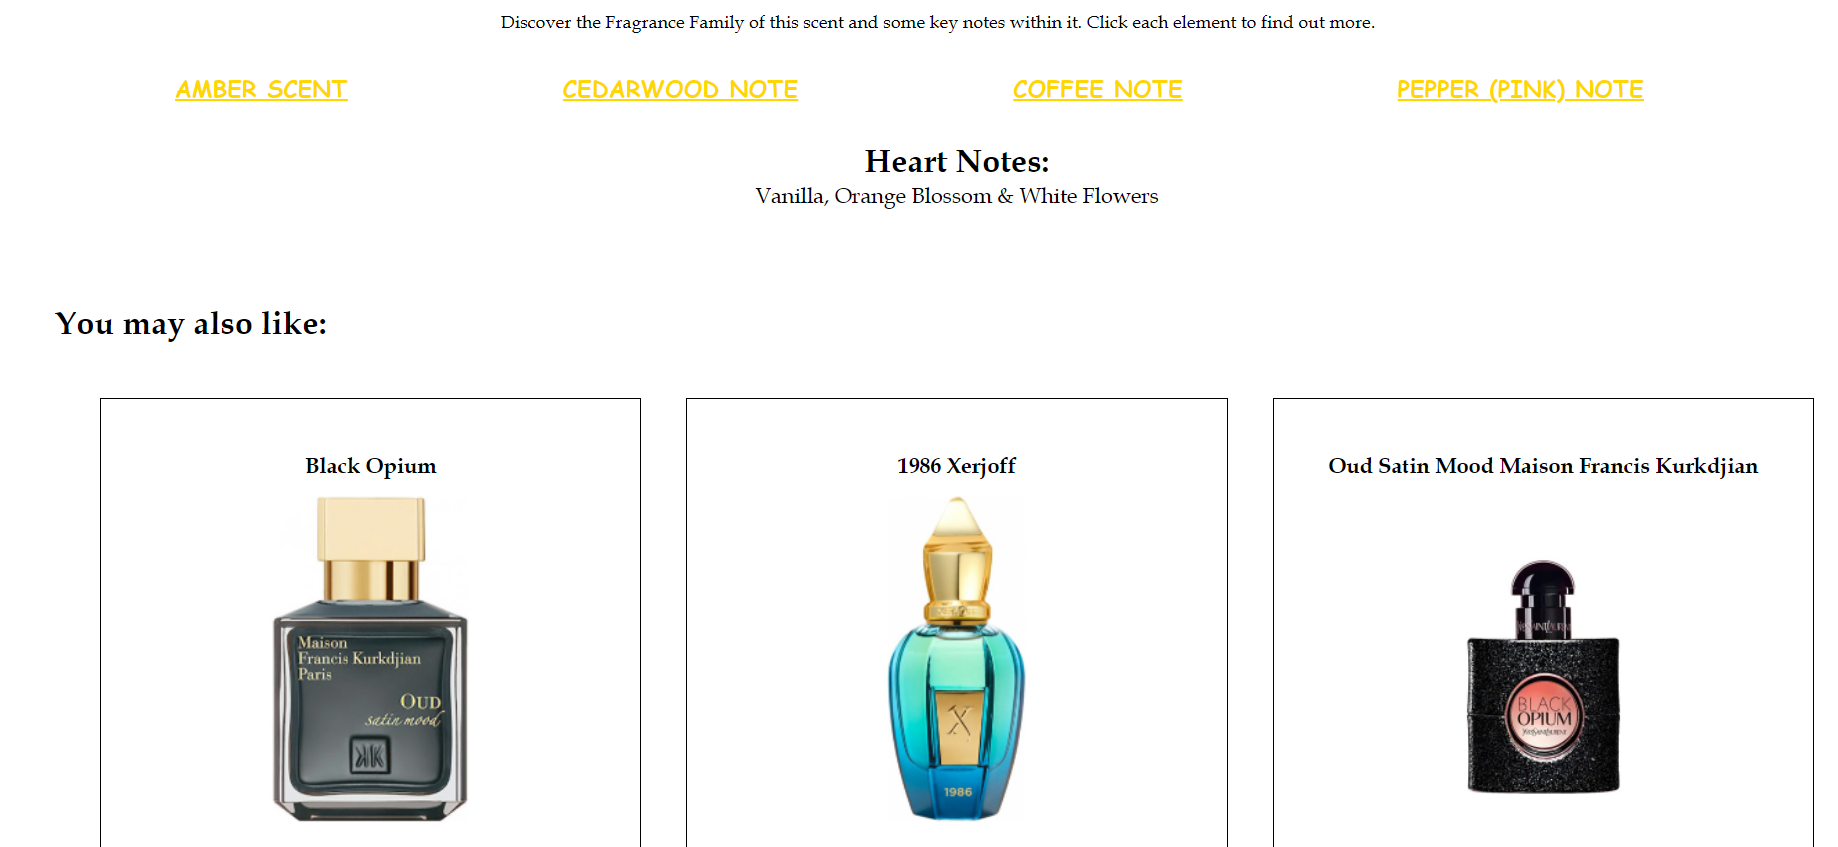 Discover the Fragrance Family of this scent and some key notes within it. Click each element to find out more.
AMBER SCENT
CEDARWOOD NOTE
COFFEE NOTE
PEPPER (PINK) NOTE
Heart Notes:
Vanilla, Orange Blossom & White Flowers
You may also like:
Black Opium
Maison
Francis Kurkdjian
Paris
OUD
satin mood
1986 Xerjoff
X
1986
Oud Satin Mood Maison Francis Kurkdjian
BLACK
OPIUM
YVESSAINTLAURENT